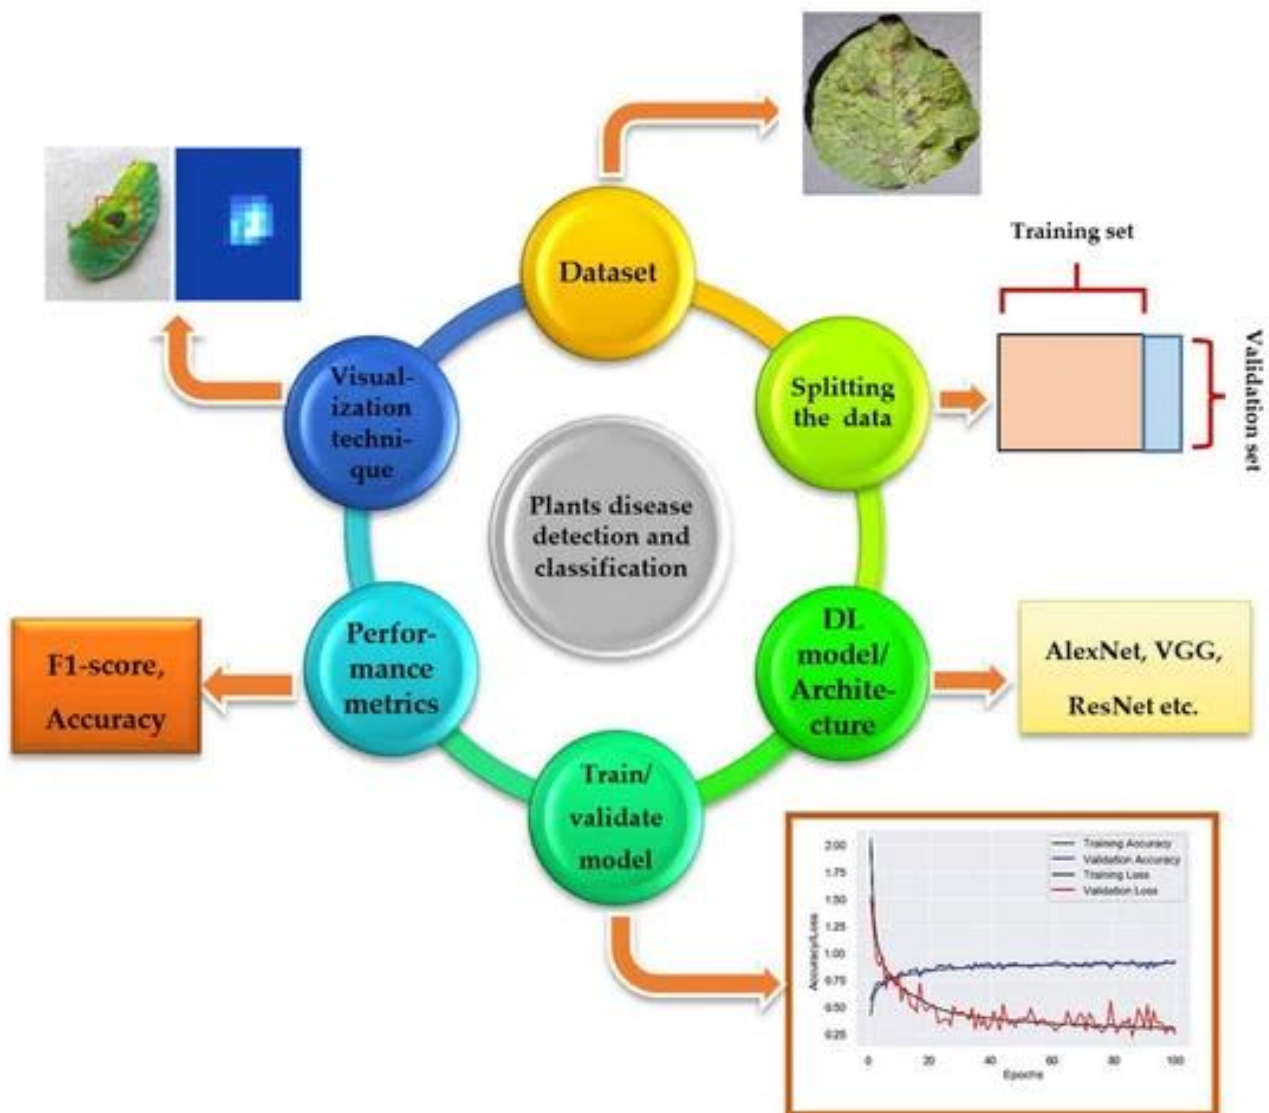 Dataset
Training set
Splitting
the data
Validation set
Visual-
ization
techni-
que
Plants disease
detection and
classification
DL
model/
Archite-
cture
AlexNet, VGG,
ResNet etc.
Perfor-
mance
metrics
F1-score,
Accuracy
Train/
validate
model
Training Accuracy
Validation Accuracy
Training Loss
Validation Loss
2.00
1.75
1.50
1.25
1.00
0.75
0.50
0.25
Accuracy/Loss
0 20 40 60 80 100
Epochs